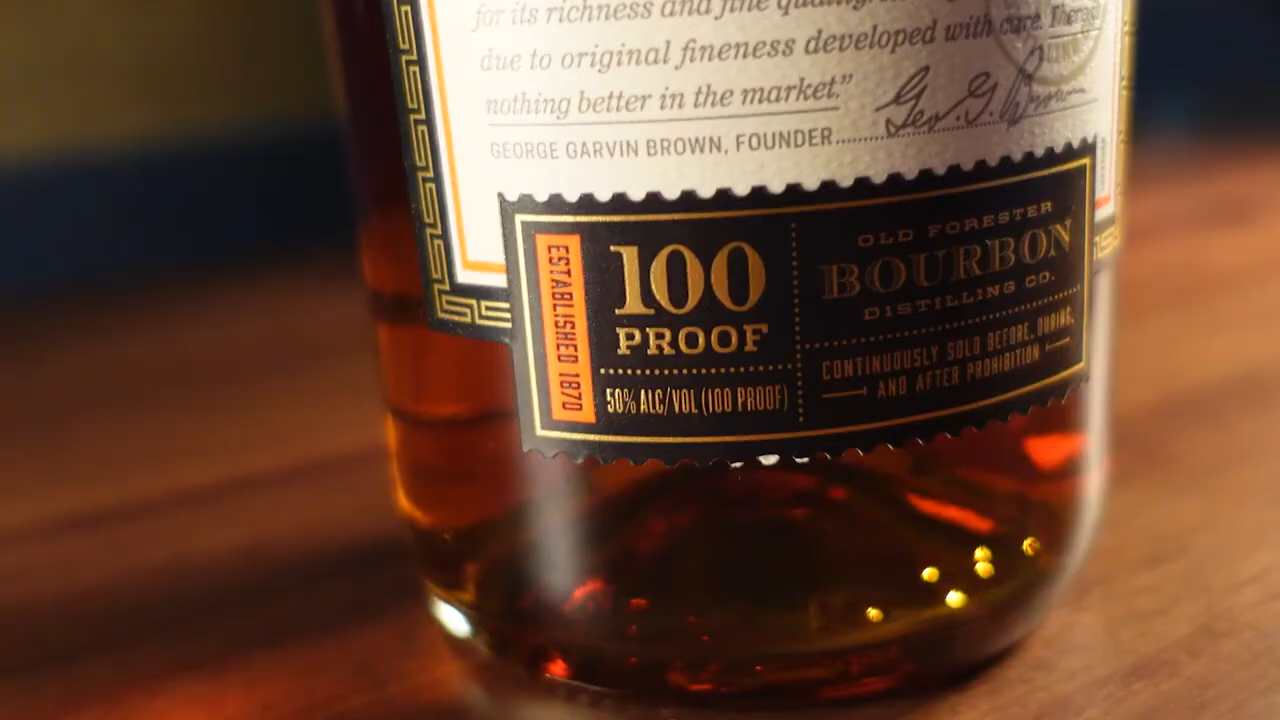 for its richness and fine quality.
due to original fineness developed with care. There
nothing better in the market.”
Geo. G. Brown
GEORGE GARVIN BROWN, FOUNDER
ESTABLISHED 1870
100
PROOF
50% ALC/VOL (100 PROOF)
OLD FORESTER
BOURBON
DISTILLING CO.
CONTINUOUSLY SOLD BEFORE, DURING,
AND AFTER PROHIBITION